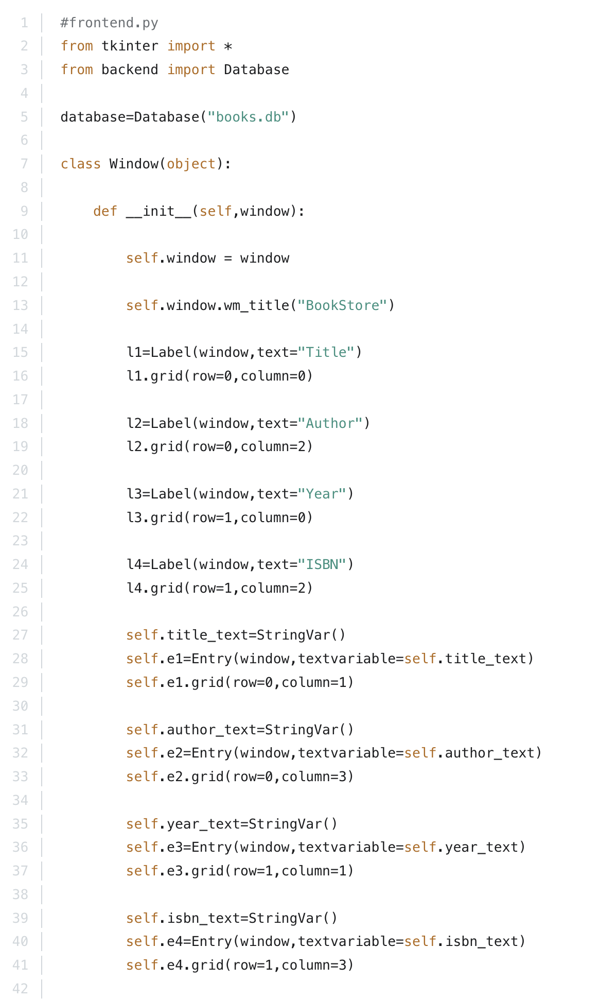 1 #frontend.py
2 from tkinter import *
3 from backend import Database
4
5 database=Database("books.db")
6
7 class Window(object):
8
9     def __init__(self,window):
10
11         self.window = window
12
13         self.window.wm_title("BookStore")
14
15         l1=Label(window,text="Title")
16         l1.grid(row=0,column=0)
17
18         l2=Label(window,text="Author")
19         l2.grid(row=0,column=2)
20
21         l3=Label(window,text="Year")
22         l3.grid(row=1,column=0)
23
24         l4=Label(window,text="ISBN")
25         l4.grid(row=1,column=2)
26
27         self.title_text=StringVar()
28         self.e1=Entry(window,textvariable=self.title_text)
29         self.e1.grid(row=0,column=1)
30
31         self.author_text=StringVar()
32         self.e2=Entry(window,textvariable=self.author_text)
33         self.e2.grid(row=0,column=3)
34
35         self.year_text=StringVar()
36         self.e3=Entry(window,textvariable=self.year_text)
37         self.e3.grid(row=1,column=1)
38
39         self.isbn_text=StringVar()
40         self.e4=Entry(window,textvariable=self.isbn_text)
41         self.e4.grid(row=1,column=3)
42